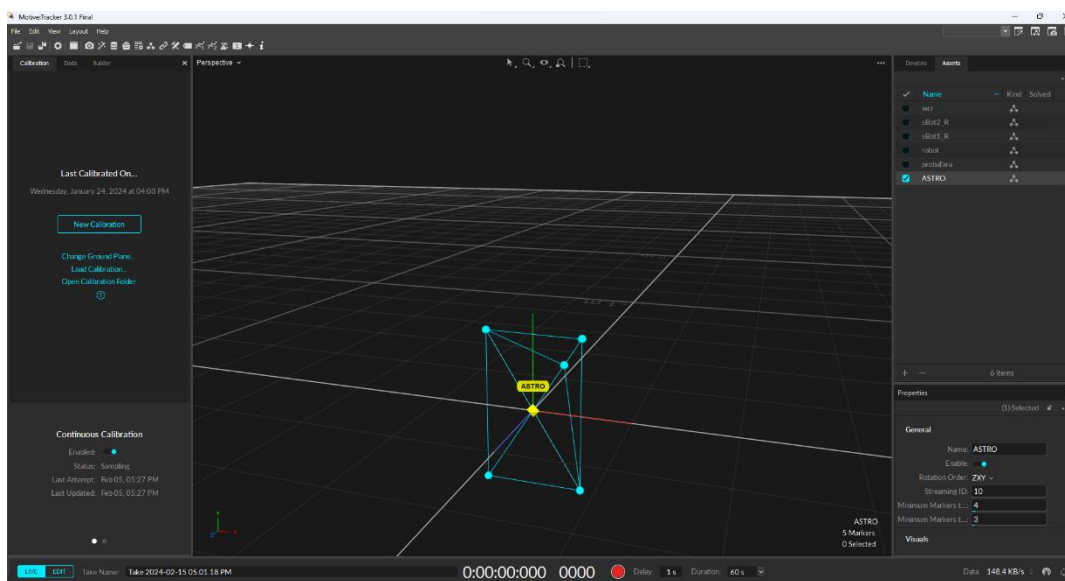 Motive:Tracker 3.0.1 Final
File Edit View Layout Help
Calibration Data Builder
Perspective
Devices Assets
Name Kind Solved
wcr
sBot2_R
sBot1_R
robot
probafara
ASTRO
Last Calibrated On...
Wednesday, January 24, 2024 at 04:03 PM
New Calibration
Change Ground Plane...
Load Calibration...
Open Calibration Folder
ASTRO
6 items
Properties
(1) Selected
General
Name: ASTRO
Enable:
Rotation Order: ZXY
Streaming ID: 10
Minimum Markers t...: 4
Minimum Markers t...: 3
Visuals
Continuous Calibration
Enabled:
Status: Sampling
Last Attempt: Feb 05, 05:27 PM
Last Updated: Feb 05, 05:27 PM
ASTRO
5 Markers
0 Selected
LIVE EDIT Take Name: Take 2024-02-15 05.01.18 PM 0:00:00:000 0000 Delay: 1 s Duration: 60 s Data 148.4 KB/s